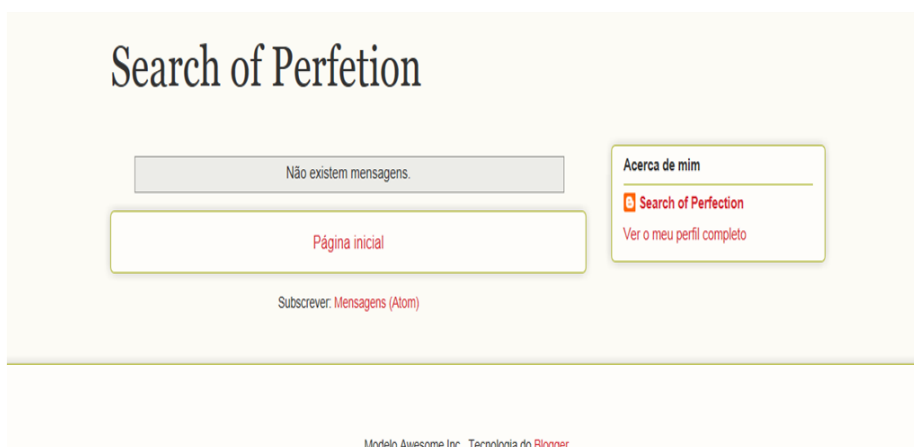 Search of Perfetion
Não existem mensagens.
Página inicial
Subscrever: Mensagens (Atom)
Acerca de mim
Search of Perfection
Ver o meu perfil completo
Modelo Awesome Inc.. Tecnologia do Blogger.